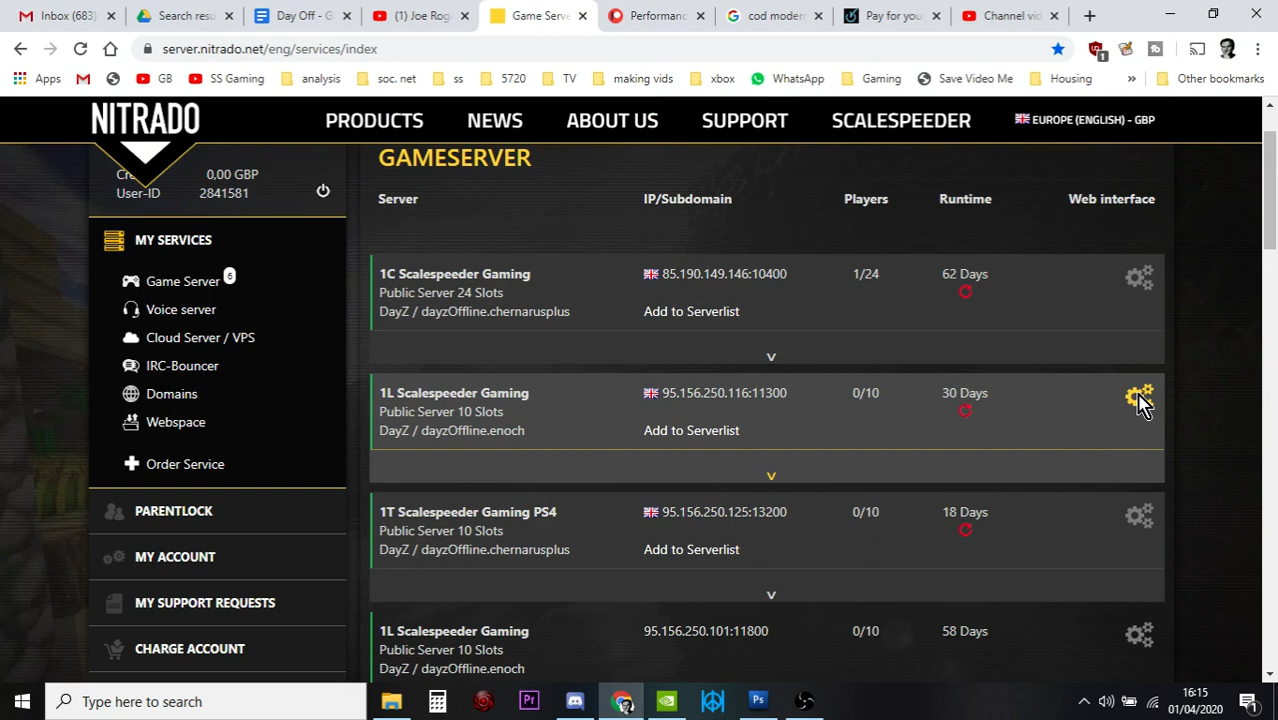 Inbox (683)
Search resu
Day Off - G
(1) Joe Rog
Game Serve
Performanc
cod modern
Pay for you
Channel vid
server.nitrado.net/eng/services/index
1
Apps
GB
SS Gaming
analysis
soc. net
ss
5720
TV
making vids
xbox
WhatsApp
Gaming
Save Video Me
Housing
»
Other bookmarks
NITRADO
PRODUCTS
NEWS
ABOUT US
SUPPORT
SCALESPEEDER
EUROPE (ENGLISH) - GBP
0,00 GBP
User-ID
2841581
MY SERVICES
Game Server
6
Voice server
Cloud Server / VPS
IRC-Bouncer
Domains
Webspace
Order Service
PARENTLOCK
MY ACCOUNT
MY SUPPORT REQUESTS
CHARGE ACCOUNT
GAMESERVER
Server
IP/Subdomain
Players
Runtime
Web interface
1C Scalespeeder Gaming
85.190.149.146:10400
1/24
62 Days
Public Server 24 Slots
DayZ / dayzOffline.chernarusplus
Add to Serverlist
1L Scalespeeder Gaming
95.156.250.116:11300
0/10
30 Days
Public Server 10 Slots
DayZ / dayzOffline.enoch
Add to Serverlist
1T Scalespeeder Gaming PS4
95.156.250.125:13200
0/10
18 Days
Public Server 10 Slots
DayZ / dayzOffline.chernarusplus
Add to Serverlist
1L Scalespeeder Gaming
95.156.250.101:11800
0/10
58 Days
Public Server 10 Slots
DayZ / dayzOffline.enoch
Type here to search
Pr
Ps
16:15
01/04/2020
1